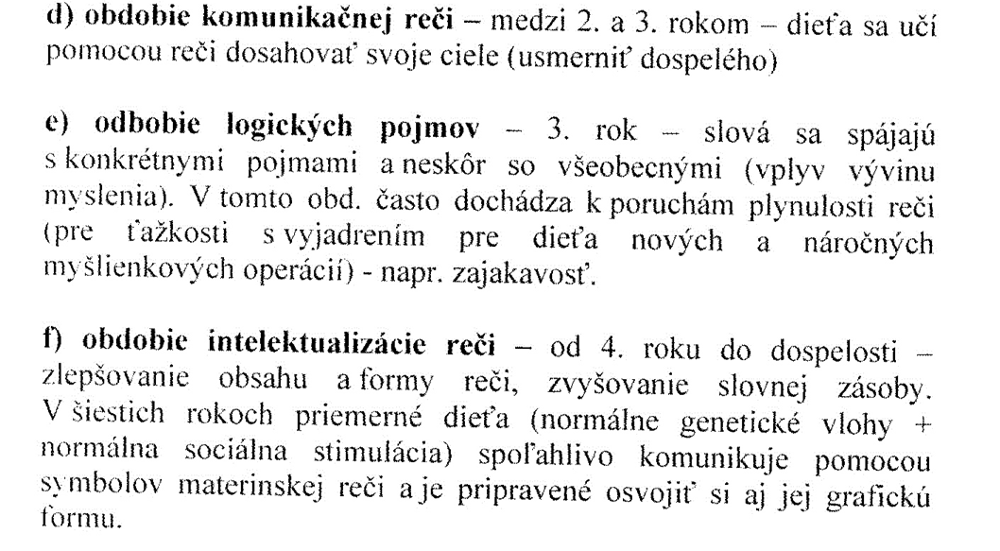 d) obdobie komunikačnej reči – medzi 2. a 3. rokom – dieťa sa učí
pomocou reči dosahovať svoje ciele (usmerniť dospelého)
e) odbobie logických pojmov – 3. rok – slová sa spájajú
s konkrétnymi pojmami a neskôr so všeobecnými (vplyv vývinu
myslenia). V tomto obd. často dochádza k poruchám plynulosti reči
(pre ťažkosti s vyjadrením pre dieťa nových a náročných
myšlienkových operácií) - napr. zajakavosť.
f) obdobie intelektualizácie reči – od 4. roku do dospelosti –
zlepšovanie obsahu a formy reči, zvyšovanie slovnej zásoby.
V šiestich rokoch priemerné dieťa (normálne genetické vlohy +
normálna sociálna stimulácia) spoľahlivo komunikuje pomocou
symbolov materinskej reči a je pripravené osvojiť si aj jej grafickú
formu.